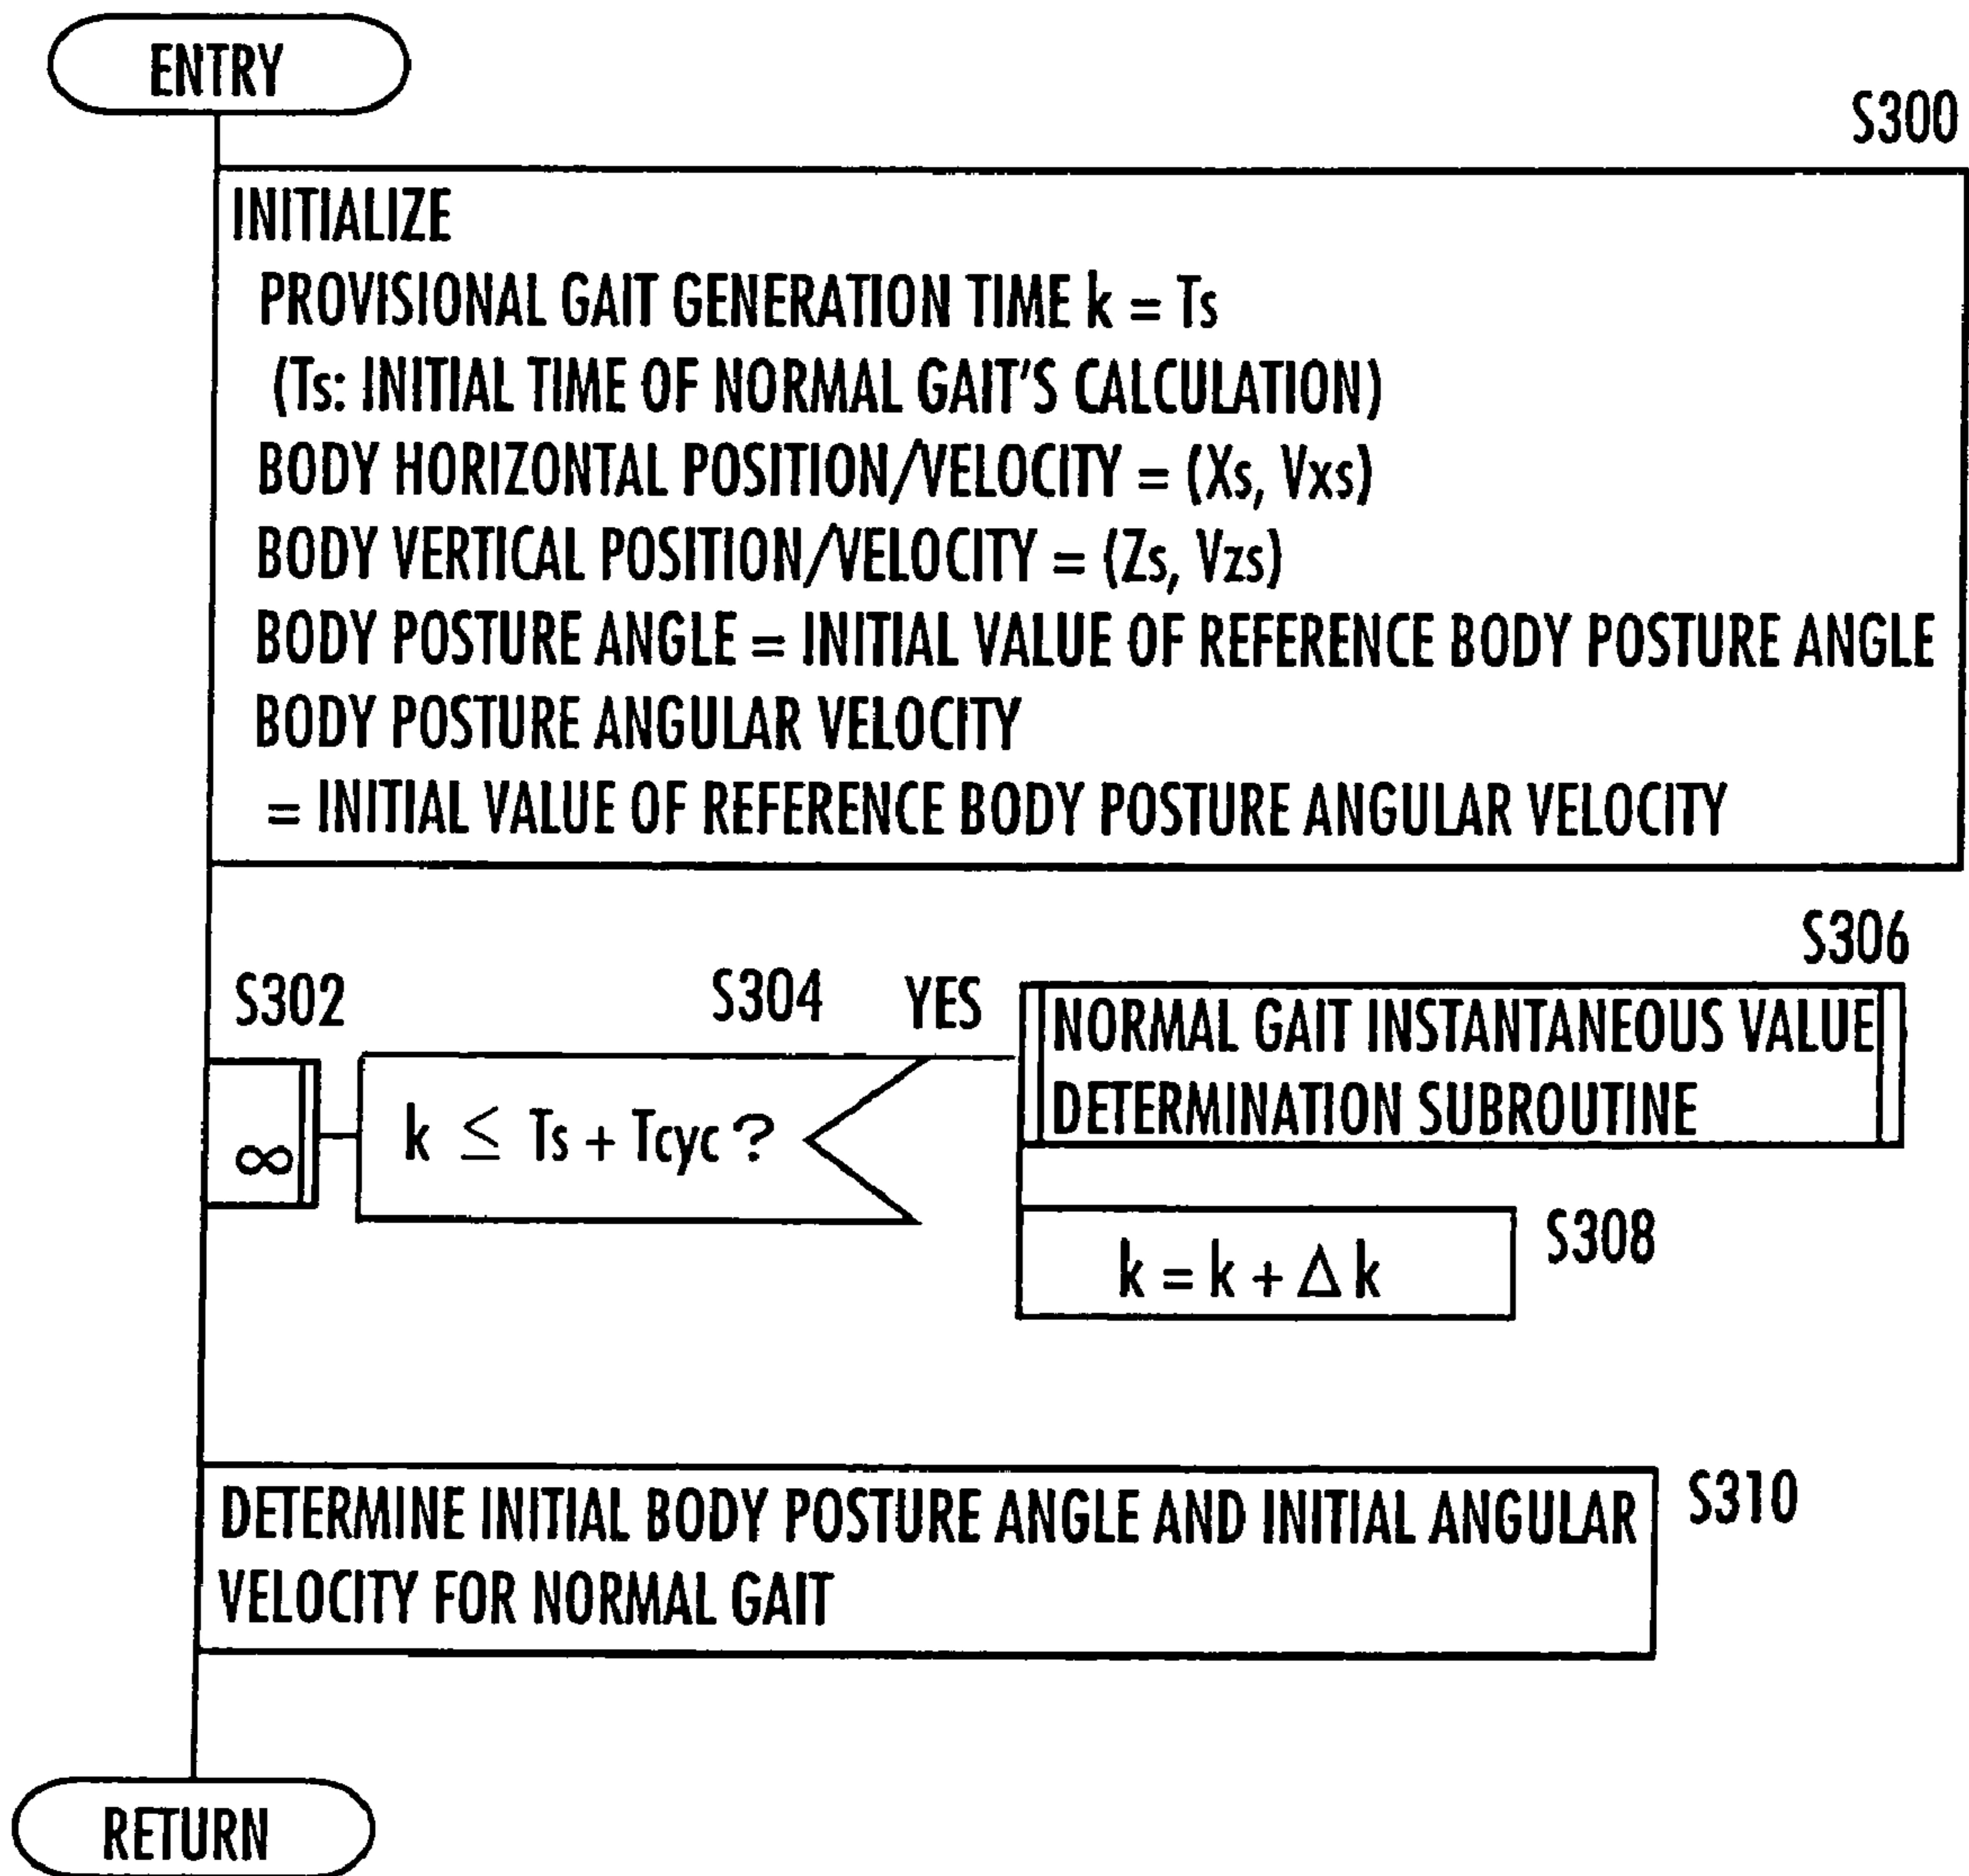 ENTRY
S300
INITIALIZE
PROVISIONAL GAIT GENERATION TIME k = Ts
(Ts: INITIAL TIME OF NORMAL GAIT'S CALCULATION)
BODY HORIZONTAL POSITION/VELOCITY = (Xs, Vxs)
BODY VERTICAL POSITION/VELOCITY = (Zs, Vzs)
BODY POSTURE ANGLE = INITIAL VALUE OF REFERENCE BODY POSTURE ANGLE
BODY POSTURE ANGULAR VELOCITY
= INITIAL VALUE OF REFERENCE BODY POSTURE ANGULAR VELOCITY
S302
∞
S304
k ≤ Ts + Tcyc ?
YES
S306
NORMAL GAIT INSTANTANEOUS VALUE
DETERMINATION SUBROUTINE
S308
k = k + Δ k
S310
DETERMINE INITIAL BODY POSTURE ANGLE AND INITIAL ANGULAR
VELOCITY FOR NORMAL GAIT
RETURN